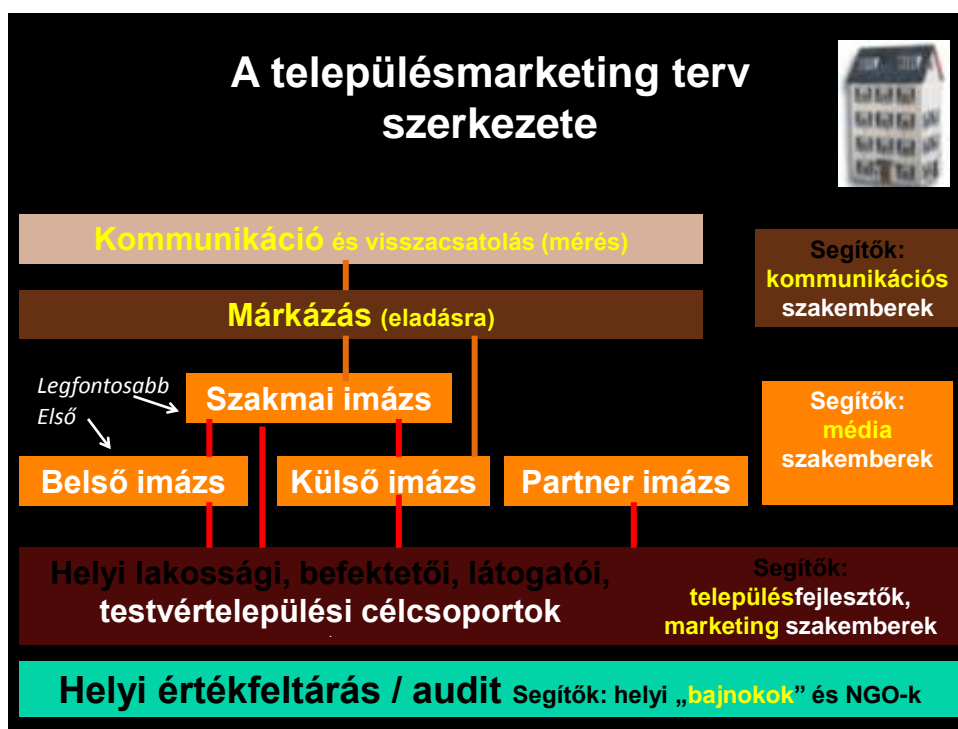 A településmarketing terv
szerkezete
Kommunikáció és visszacsatolás (mérés)
Segítők:
kommunikációs
szakemberek
Márkázás (eladásra)
Legfontosabb
Első
Szakmai imázs
Segítők:
média
szakemberek
Belső imázs
Külső imázs
Partner imázs
Helyi lakossági, befektetői, látogatói,
testvértelepülési célcsoportok
Segítők:
településfejlesztők,
marketing szakemberek
Helyi értékfeltárás / audit Segítők: helyi „bajnokok” és NGO-k